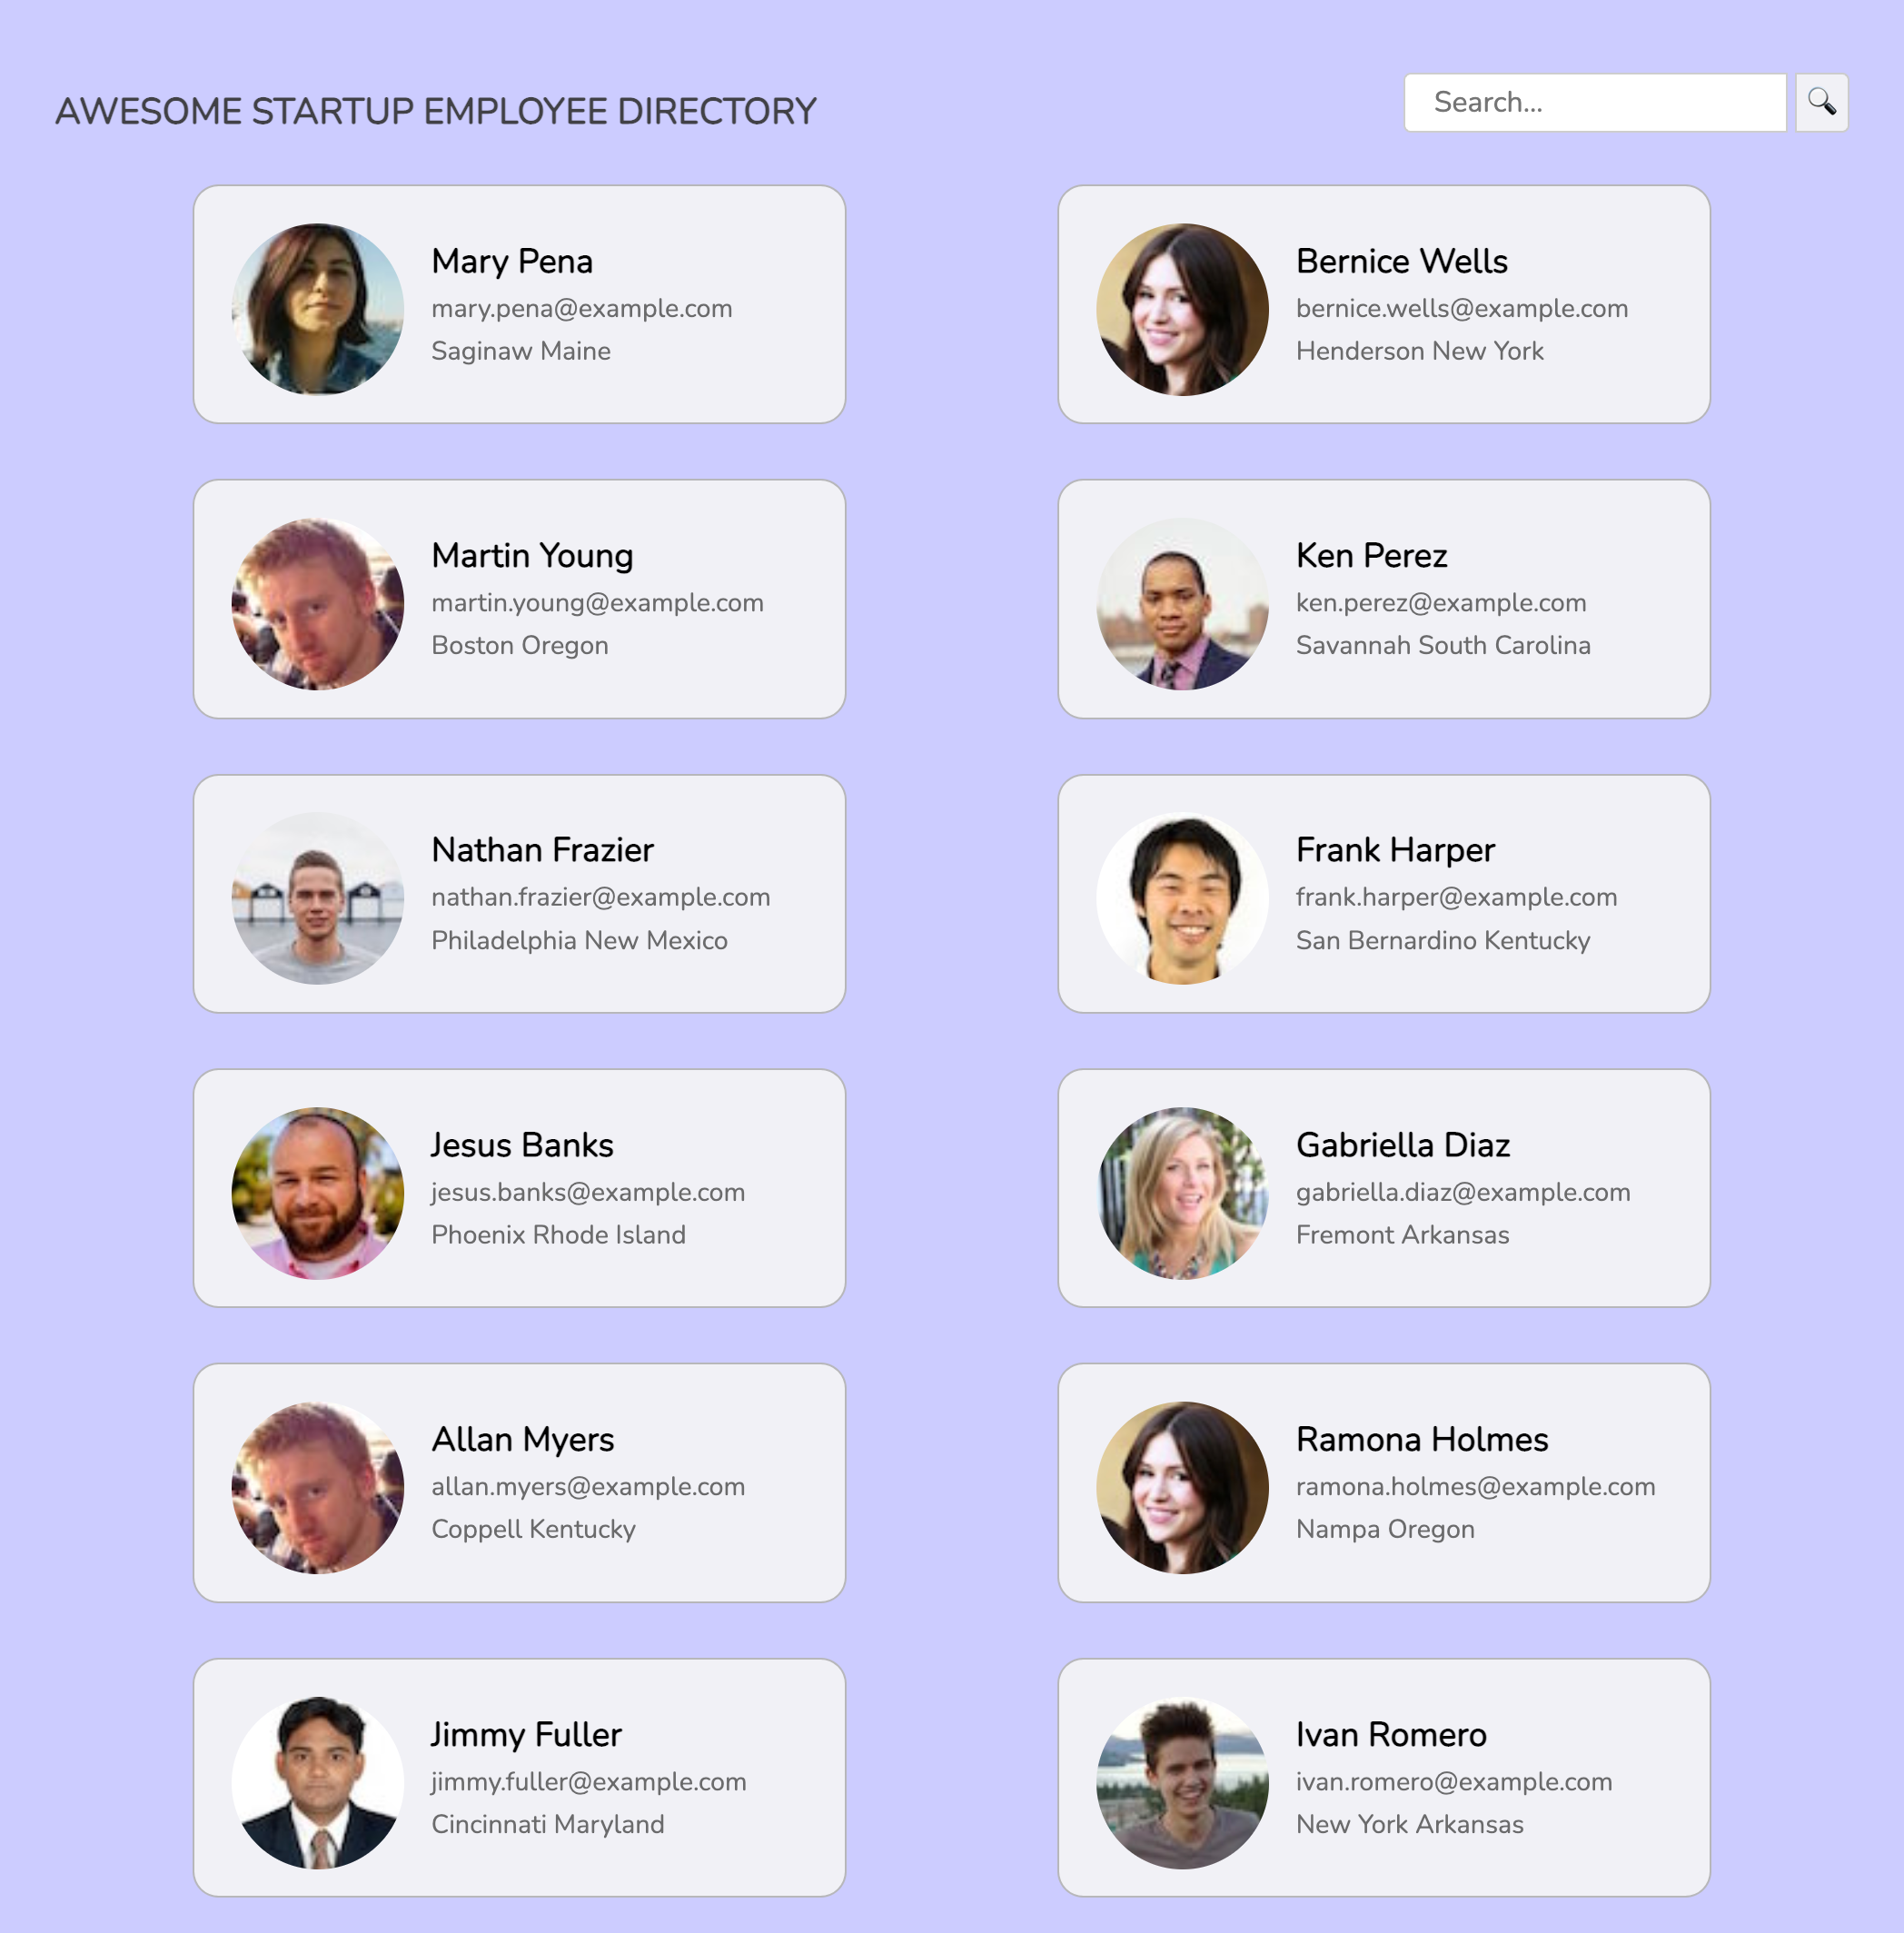 AWESOME STARTUP EMPLOYEE DIRECTORY
Search...
Mary Pena
mary.pena@example.com
Saginaw Maine
Bernice Wells
bernice.wells@example.com
Henderson New York
Martin Young
martin.young@example.com
Boston Oregon
Ken Perez
ken.perez@example.com
Savannah South Carolina
Nathan Frazier
nathan.frazier@example.com
Philadelphia New Mexico
Frank Harper
frank.harper@example.com
San Bernardino Kentucky
Jesus Banks
jesus.banks@example.com
Phoenix Rhode Island
Gabriella Diaz
gabriella.diaz@example.com
Fremont Arkansas
Allan Myers
allan.myers@example.com
Coppell Kentucky
Ramona Holmes
ramona.holmes@example.com
Nampa Oregon
Jimmy Fuller
jimmy.fuller@example.com
Cincinnati Maryland
Ivan Romero
ivan.romero@example.com
New York Arkansas